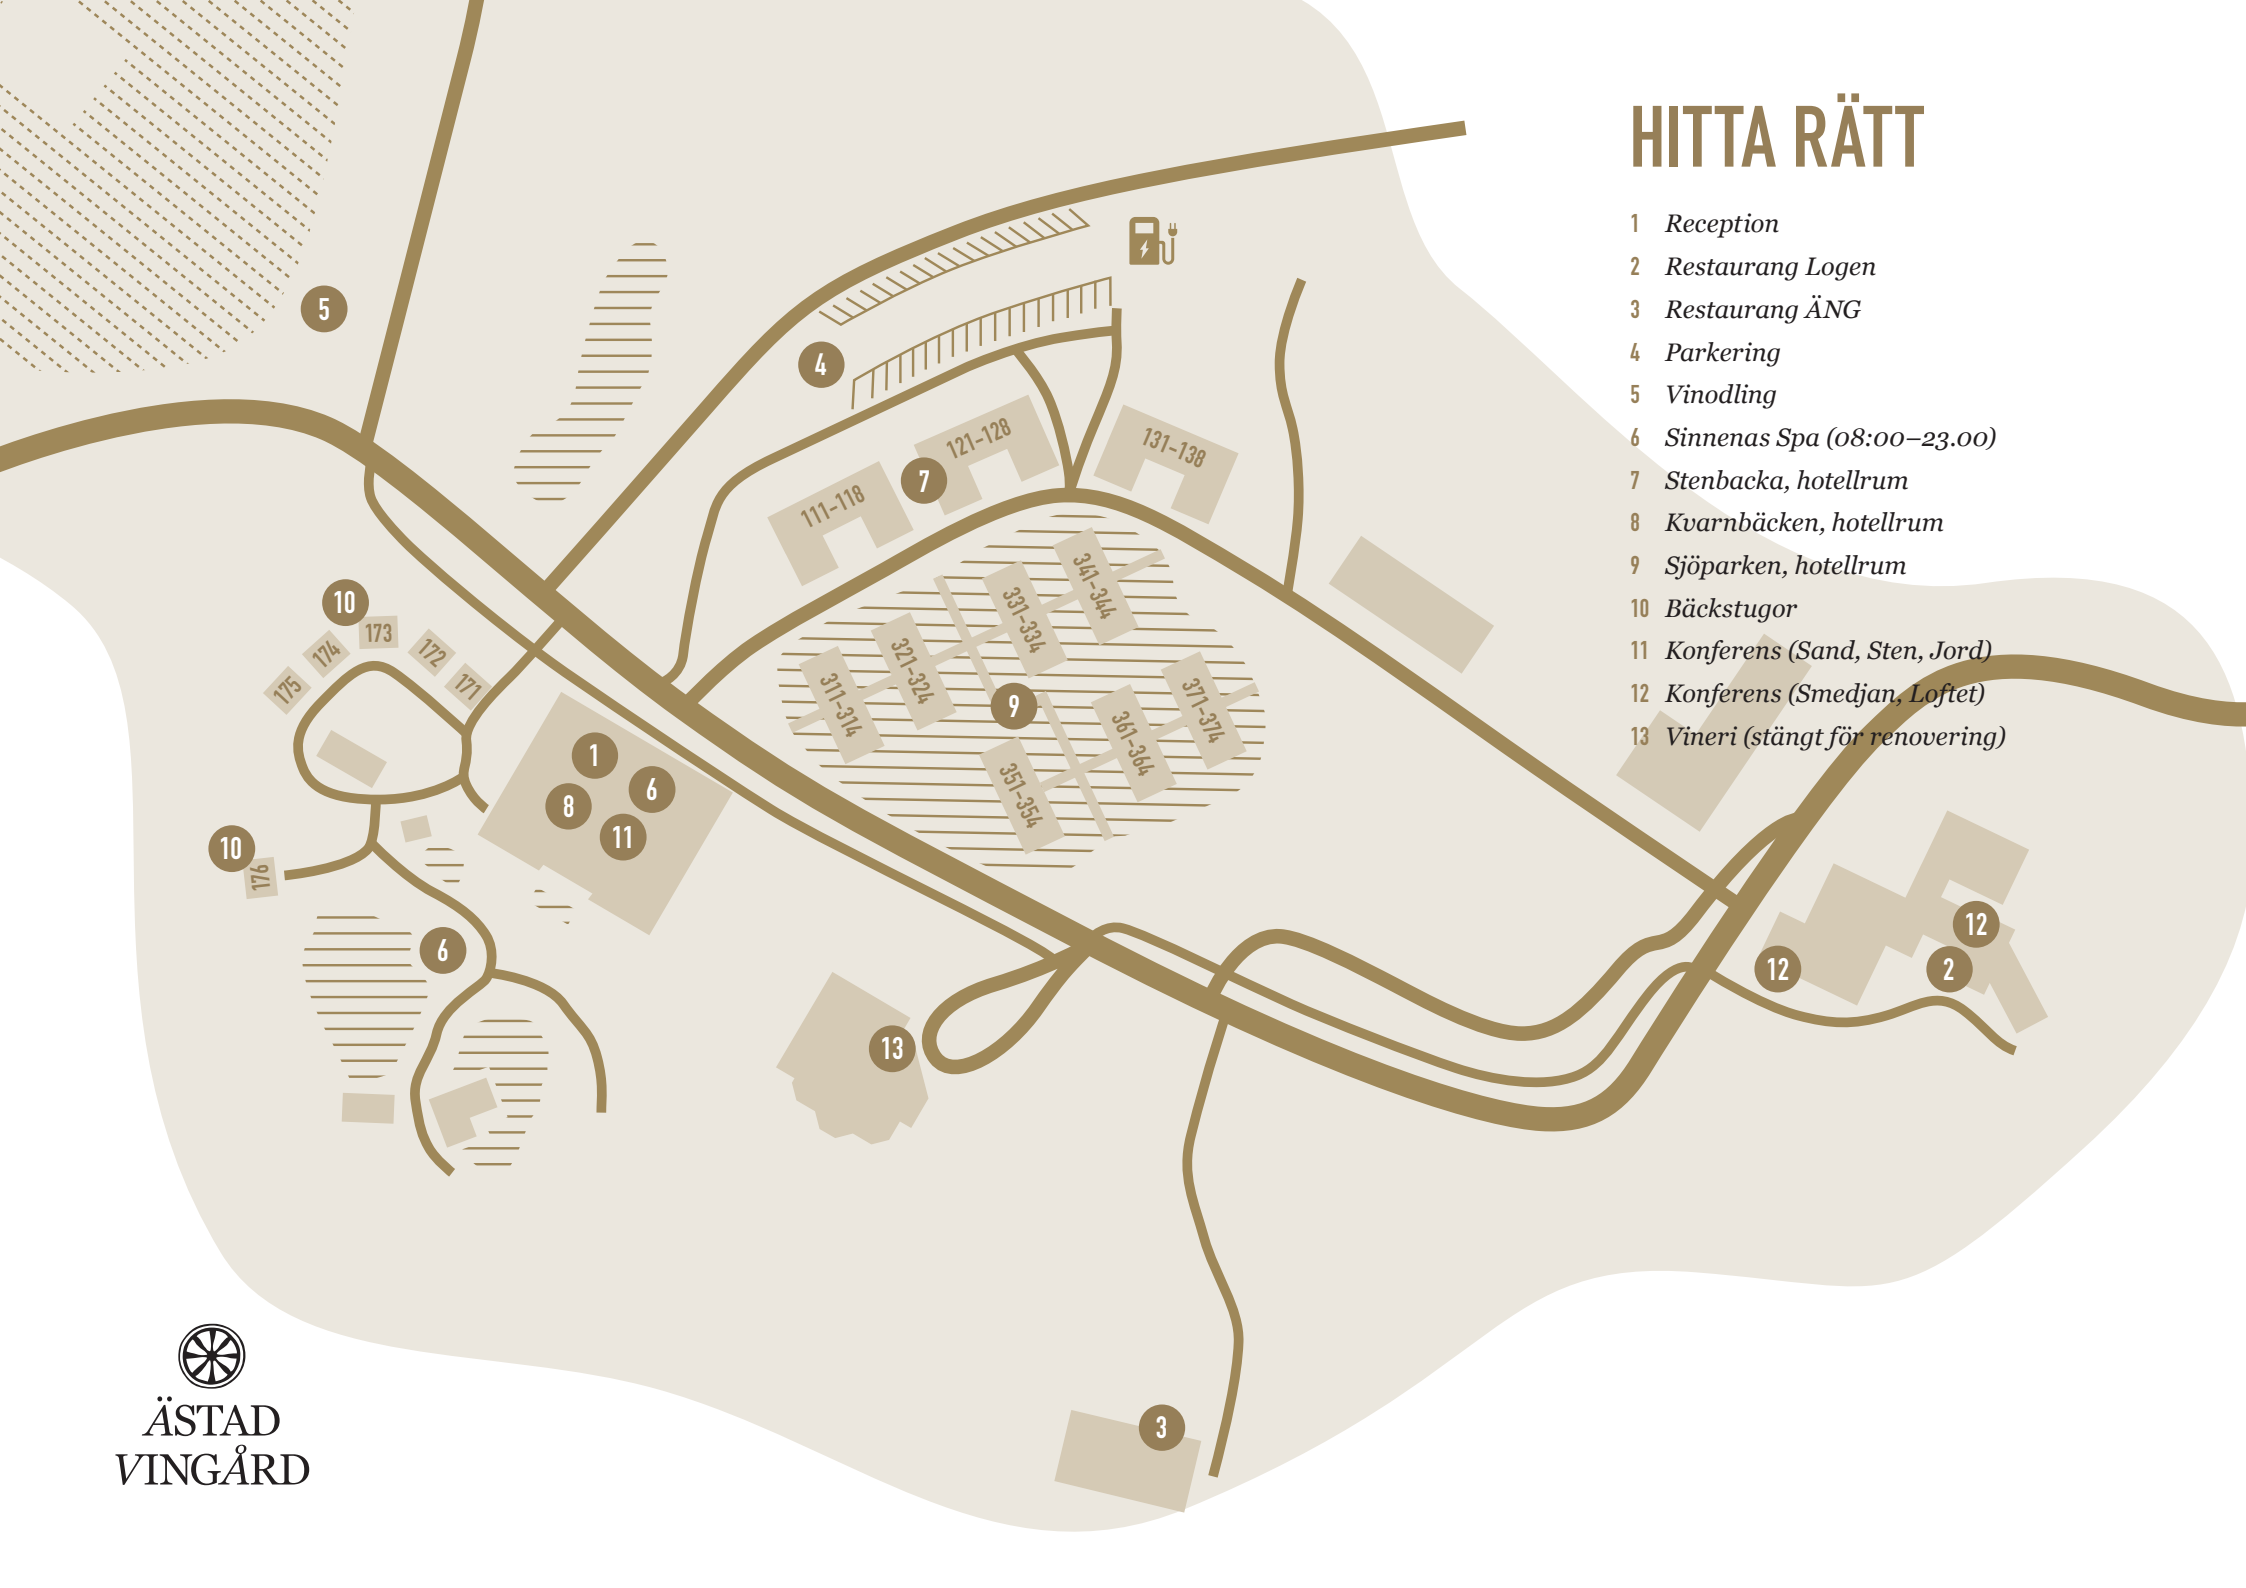 HITTA RÄTT
1 Reception
2 Restaurang Logen
3 Restaurang ÄNG
4 Parkering
5 Vinodling
6 Sinnenas Spa (08:00–23.00)
7 Stenbacka, hotellrum
8 Kvarnbäcken, hotellrum
9 Sjöparken, hotellrum
10 Bäckstugor
11 Konferens (Sand, Sten, Jord)
12 Konferens (Smedjan, Loftet)
13 Vineri (stängt för renovering)
5
4
7
121–128
131–138
111–118
341–344
331–334
321–324
311–314
9
371–374
361–364
351–354
10
173
174
172
175
171
1
6
8
11
10
176
6
13
12
12
2
3
ÄSTAD
VINGÅRD